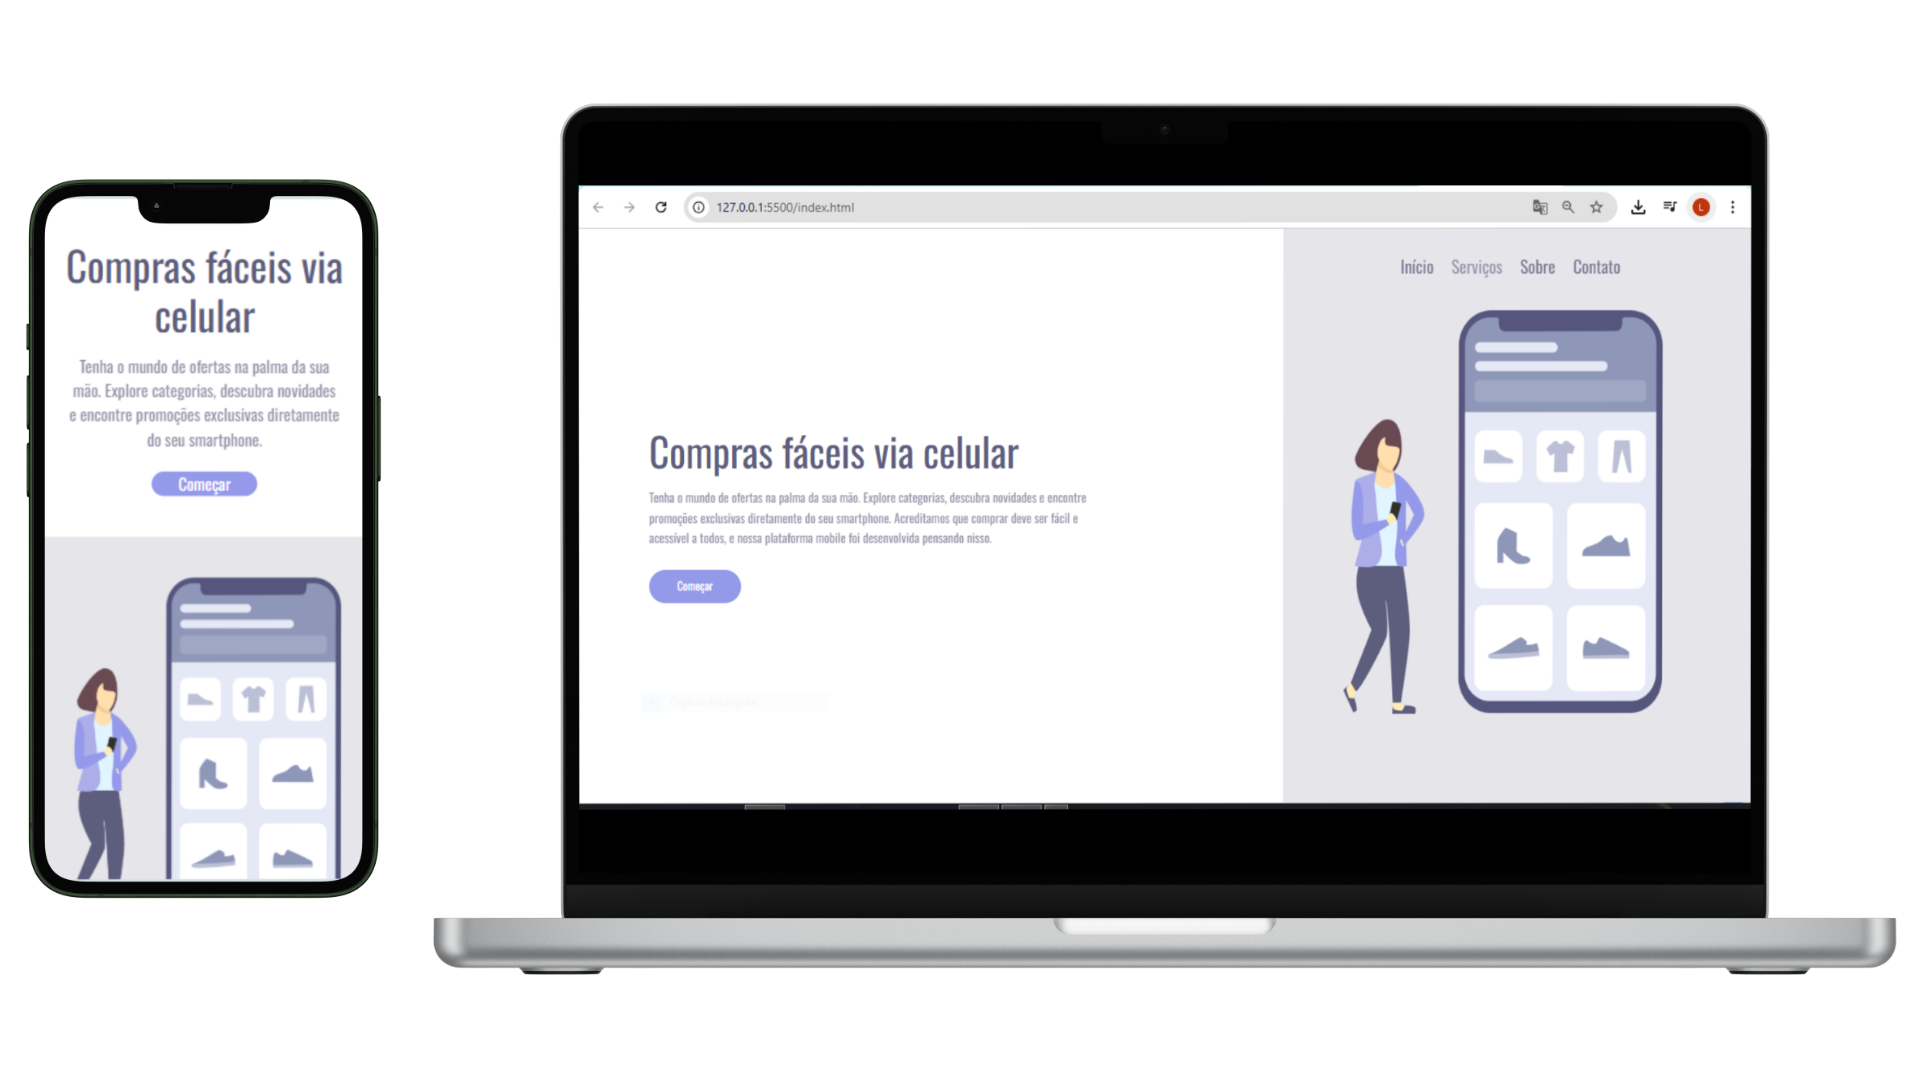 Compras fáceis via
celular
Tenha o mundo de ofertas na palma da sua
mão. Explore categorias, descubra novidades
e encontre promoções exclusivas diretamente
do seu smartphone.
Começar
127.0.0.1:5500/index.html
L
Início Serviços Sobre Contato
Compras fáceis via celular
Tenha o mundo de ofertas na palma da sua mão. Explore categorias, descubra novidades e encontre
promoções exclusivas diretamente do seu smartphone. Acreditamos que comprar deve ser fácil e
acessível a todos, e nossa plataforma mobile foi desenvolvida pensando nisso.
Começar